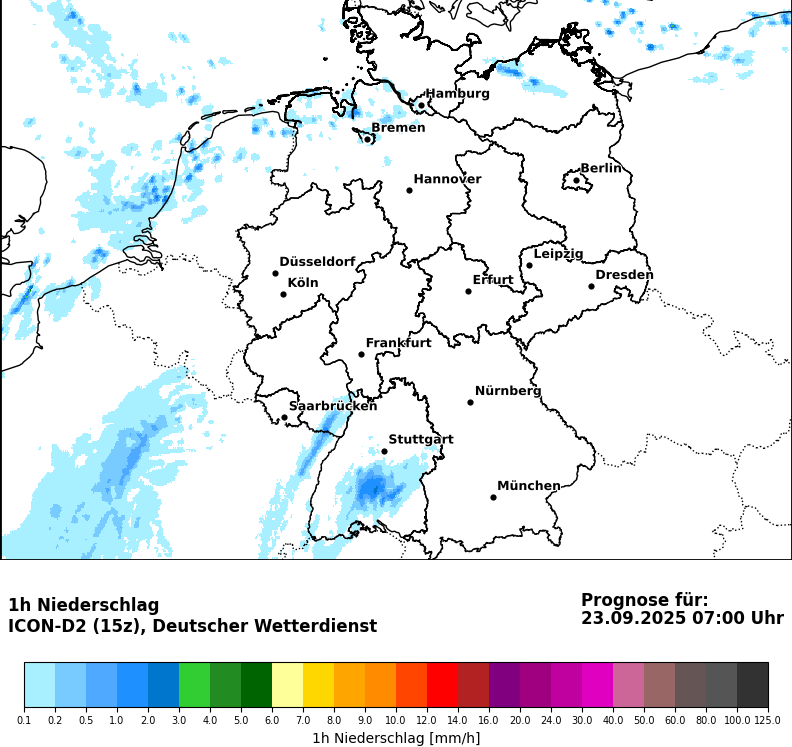 Hamburg
Bremen
Berlin
Hannover
Leipzig
Düsseldorf
Dresden
Köln
Erfurt
Frankfurt
Nürnberg
Saarbrücken
Stuttgart
München
1h Niederschlag
ICON-D2 (15z), Deutscher Wetterdienst
Prognose für:
23.09.2025 07:00 Uhr
0.1 0.2 0.5 1.0 2.0 3.0 4.0 5.0 6.0 7.0 8.0 9.0 10.0 12.0 14.0 16.0 20.0 24.0 30.0 40.0 50.0 60.0 80.0 100.0 125.0
1h Niederschlag [mm/h]